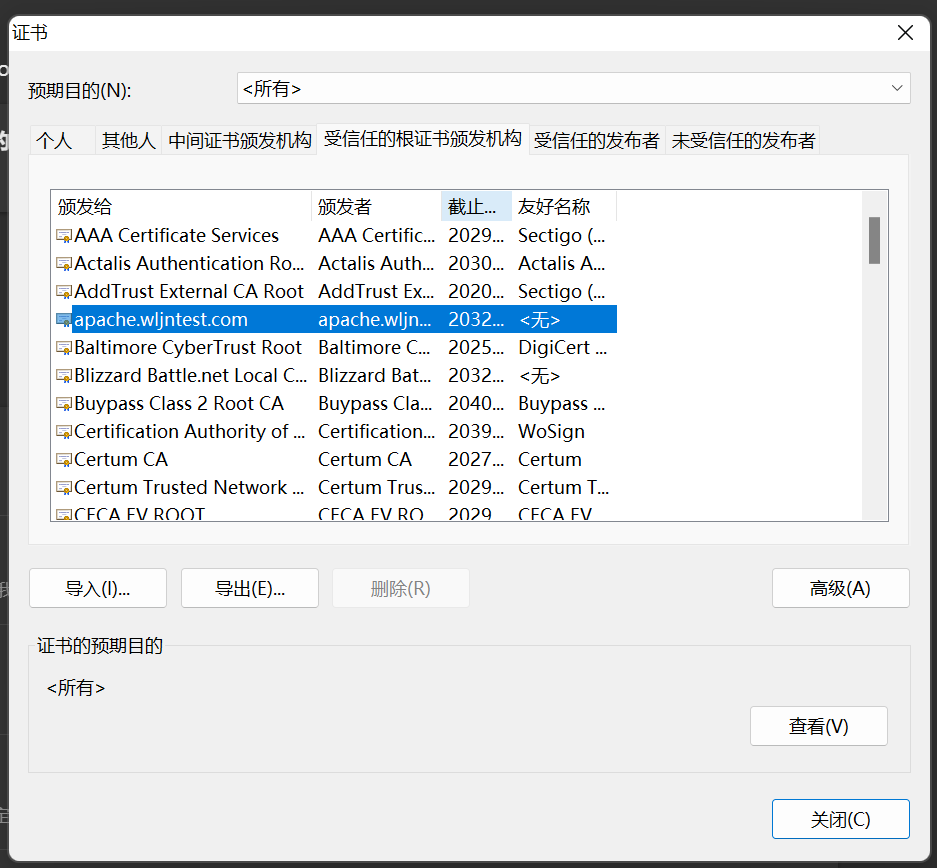 证书
预期目的(N):
<所有>
个人 其他人 中间证书颁发机构 受信任的根证书颁发机构 受信任的发布者 未受信任的发布者
颁发给 颁发者 截止... 友好名称
AAA Certificate Services AAA Certific... 2029... Sectigo (...
Actalis Authentication Ro... Actalis Auth... 2030... Actalis A...
AddTrust External CA Root AddTrust Ex... 2020... Sectigo (...
apache.wljntest.com apache.wljn... 2032... <无>
Baltimore CyberTrust Root Baltimore C... 2025... DigiCert ...
Blizzard Battle.net Local C... Blizzard Bat... 2032... <无>
Buypass Class 2 Root CA Buypass Cla... 2040... Buypass ...
Certification Authority of ... Certification... 2039... WoSign
Certum CA Certum CA 2027... Certum
Certum Trusted Network ... Certum Trus... 2029... Certum T...
CFCA EV ROOT CFCA EV RO 2029 CFCA EV
导入(I)... 导出(E)... 删除(R) 高级(A)
证书的预期目的
<所有>
查看(V)
关闭(C)